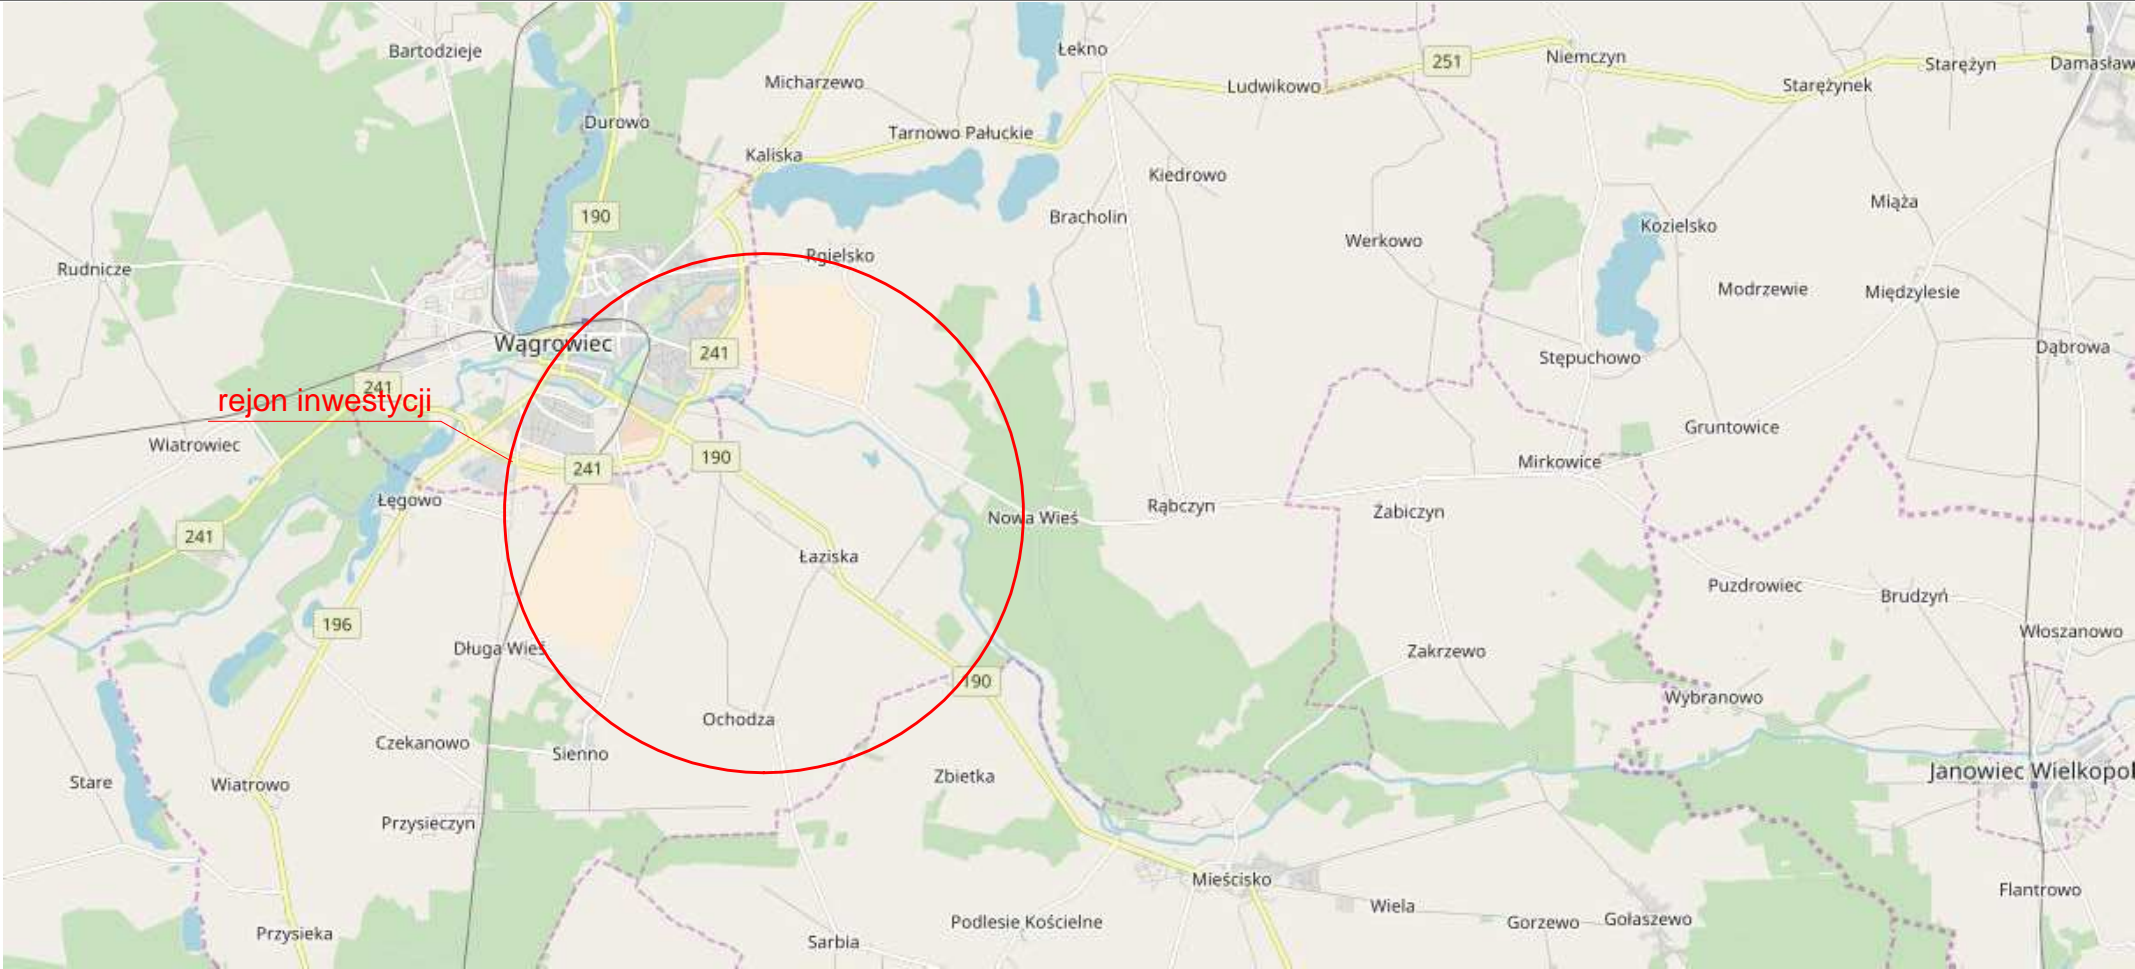 Bartodzieje
Łekno
251
Niemczyn
Starężyn
Damasław
Micharzewo
Ludwikowo
Starężynek
Durowo
Tarnowo Pałuckie
Kaliska
Kiedrowo
190
Bracholin
Miąża
Kozielsko
Werkowo
Rgielsko
Rudnicze
Modrzewie
Międzylesie
Wągrowiec
241
Stępuchowo
Dąbrowa
241
rejon inwestycji
Wiatrowiec
Gruntowice
241
190
Mirkowice
Łęgowo
Nowa Wieś
Rąbczyn
Żabiczyn
241
Łaziska
Puzdrowiec
Brudzyń
196
Włoszanowo
Długa Wieś
Zakrzewo
190
Wybranowo
Ochodza
Czekanowo
Sienno
Zbietka
Janowiec Wielkopol
Stare
Wiatrowo
Przysieczyn
Mieścisko
Flantrowo
Wiela
Podlesie Kościelne
Gorzewo
Gołaszewo
Przysieka
Sarbia